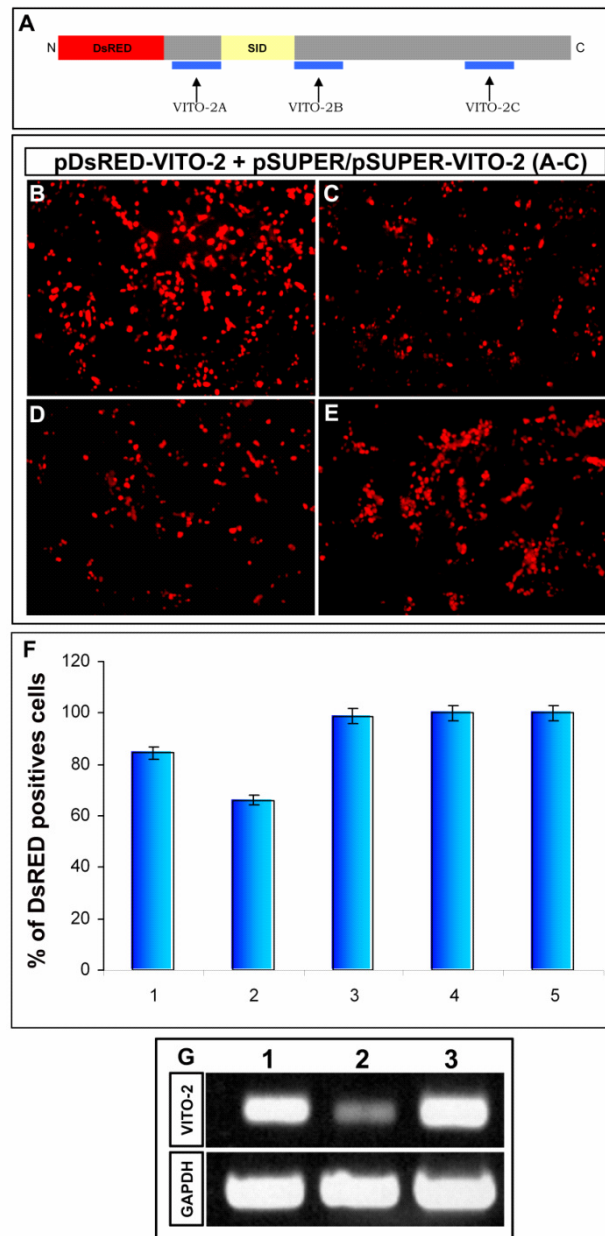 A
N DsRED SID C
VITO-2A VITO-2B VITO-2C
pDsRED-VITO-2 + pSUPER/pSUPER-VITO-2 (A-C)
B C
D E
F
% of DsRED positives cells
120
100
80
60
40
20
0
1 2 3 4 5
G 1 2 3
VITO-2
GAPDH